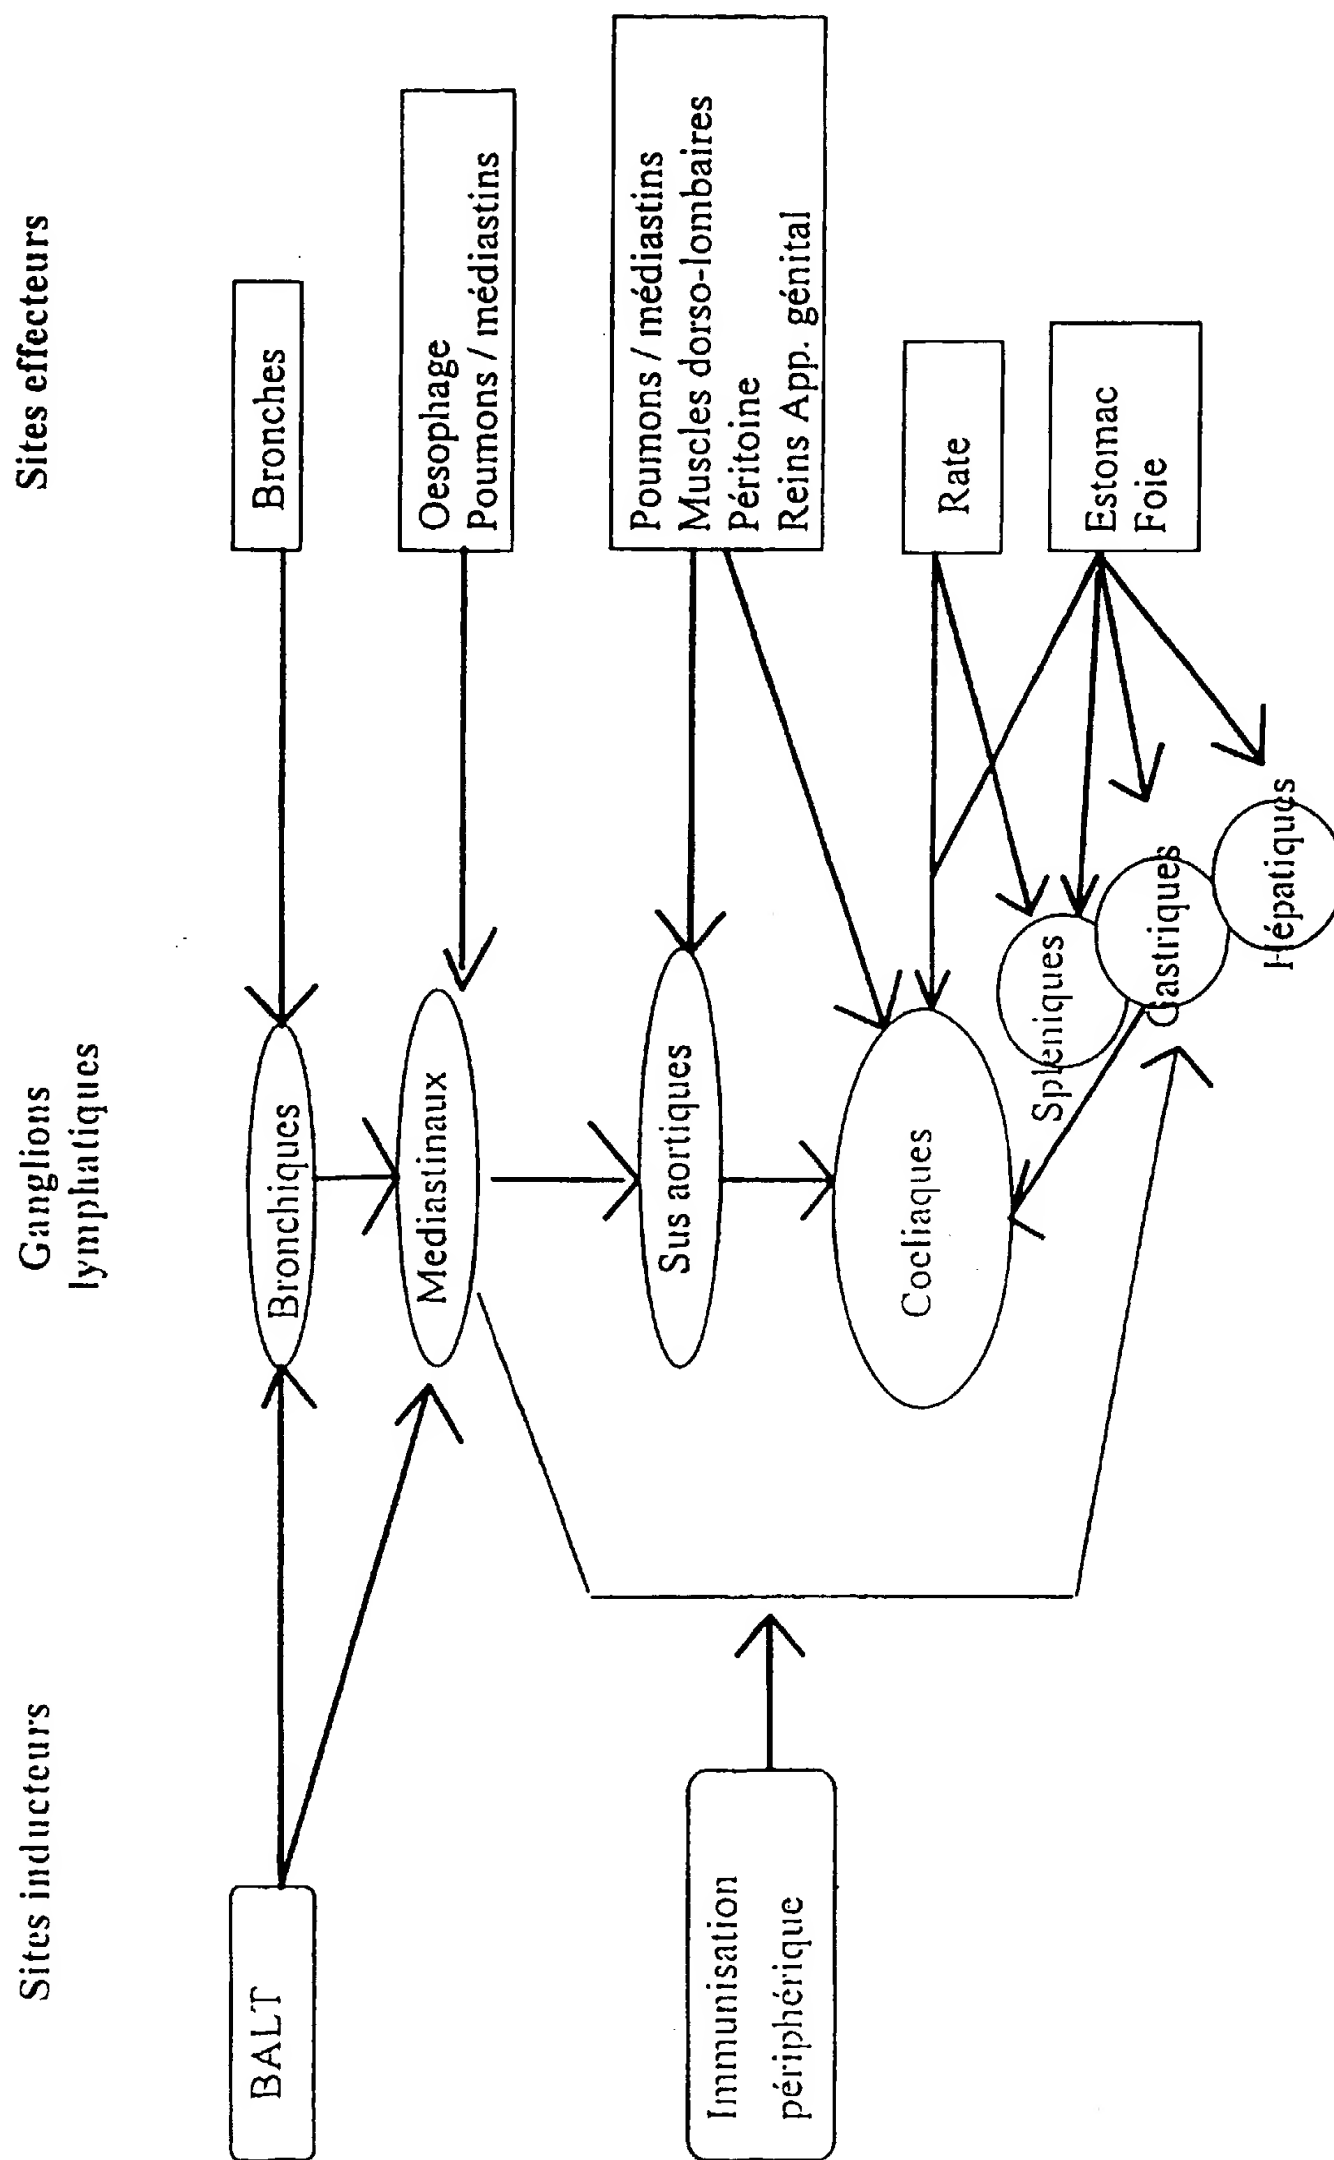 Sites inducteurs
Ganglions
lymphatiques
Sites effecteurs
BALT
Bronchiques
Bronches
Mediastinaux
Oesophage
Poumons / médiastins
Immunisation
périphérique
Sus aortiques
Poumons / médiastins
Muscles dorso-lombaires
Péritoine
Reins App. génital
Cocliaques
Rate
Spléniques
Gastriques
Hépatiques
Estomac
Foie